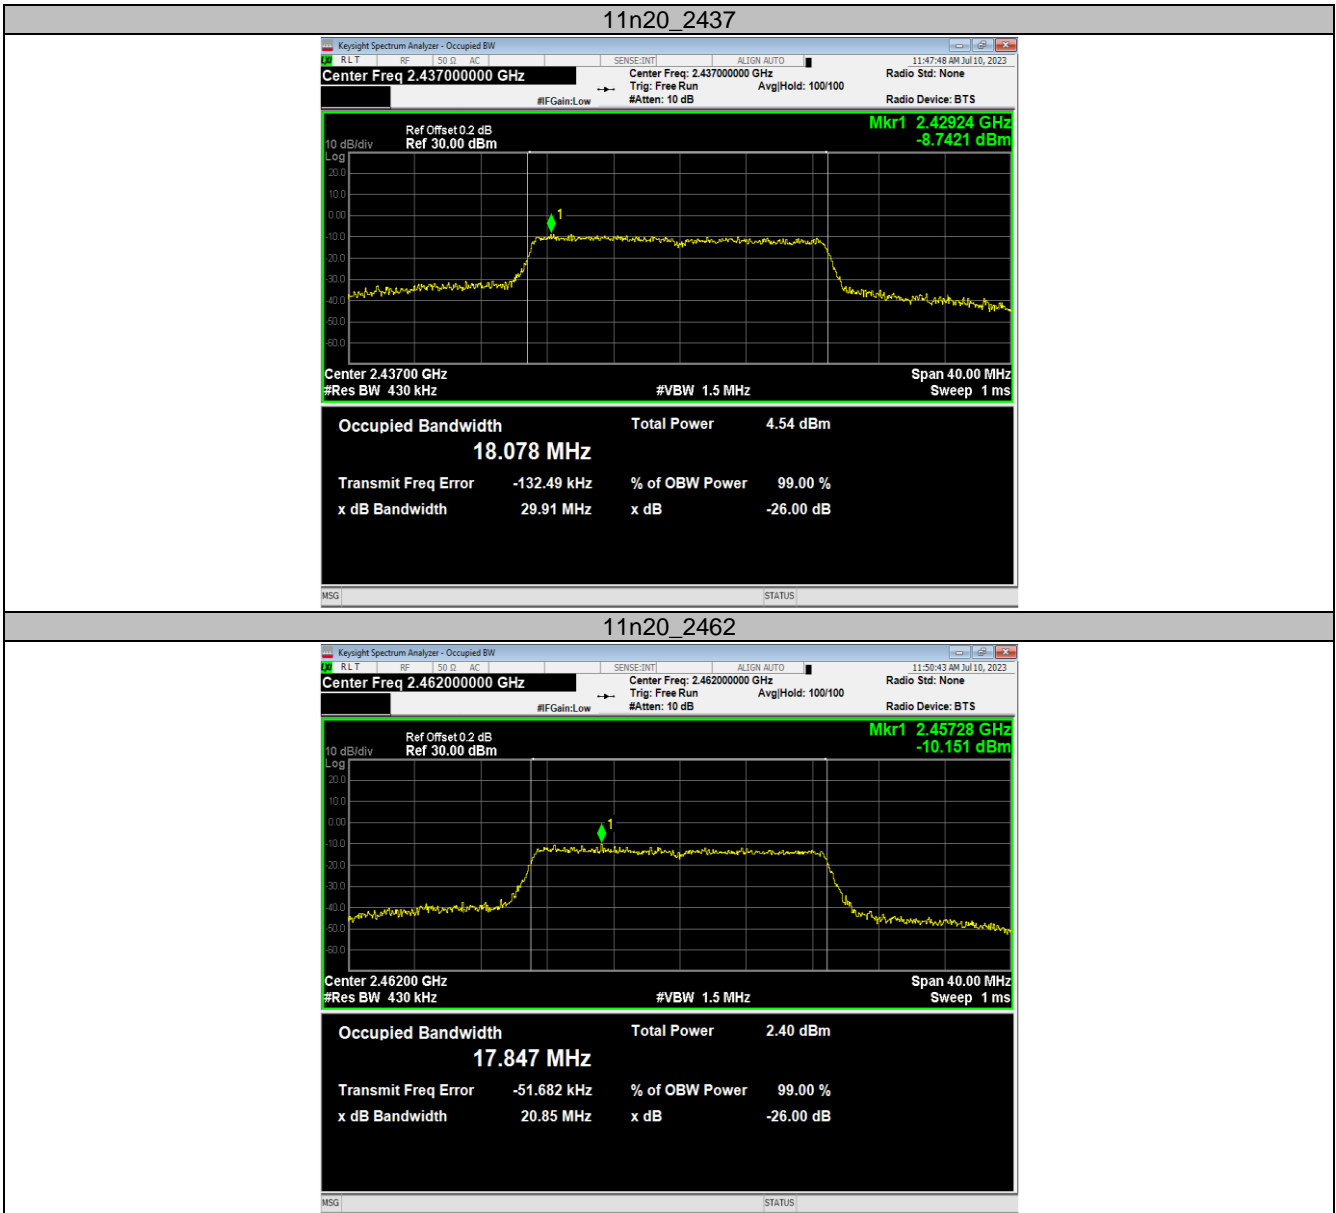 11n20_2437
Keysight Spectrum Analyzer - Occupied BW
LXI RLT RF 50 Ω AC SENSE:INT ALIGN AUTO 11:47:48 AM Jul 10, 2023
Center Freq 2.437000000 GHz Center Freq: 2.437000000 GHz Radio Std: None
Trig: Free Run Avg|Hold: 100/100
#IFGain:Low #Atten: 10 dB Radio Device: BTS
Mkr1 2.42924 GHz
Ref Offset 0.2 dB
-8.7421 dBm
10 dB/div Ref 30.00 dBm
Log
20.0
10.0
1
0.00
-10.0
-20.0
-30.0
-40.0
-50.0
-60.0
Center 2.43700 GHz Span 40.00 MHz
#Res BW 430 kHz #VBW 1.5 MHz Sweep 1 ms
Occupied Bandwidth Total Power 4.54 dBm
18.078 MHz
Transmit Freq Error -132.49 kHz % of OBW Power 99.00 %
x dB Bandwidth 29.91 MHz x dB -26.00 dB
MSG STATUS
11n20_2462
Keysight Spectrum Analyzer - Occupied BW
LXI RLT RF 50 Ω AC SENSE:INT ALIGN AUTO 11:50:43 AM Jul 10, 2023
Center Freq 2.462000000 GHz Center Freq: 2.462000000 GHz Radio Std: None
Trig: Free Run Avg|Hold: 100/100
#IFGain:Low #Atten: 10 dB Radio Device: BTS
Mkr1 2.45728 GHz
Ref Offset 0.2 dB
-10.151 dBm
10 dB/div Ref 30.00 dBm
Log
20.0
10.0
0.00
1
-10.0
-20.0
-30.0
-40.0
-50.0
-60.0
Center 2.46200 GHz Span 40.00 MHz
#Res BW 430 kHz #VBW 1.5 MHz Sweep 1 ms
Occupied Bandwidth Total Power 2.40 dBm
17.847 MHz
Transmit Freq Error -51.682 kHz % of OBW Power 99.00 %
x dB Bandwidth 20.85 MHz x dB -26.00 dB
MSG STATUS